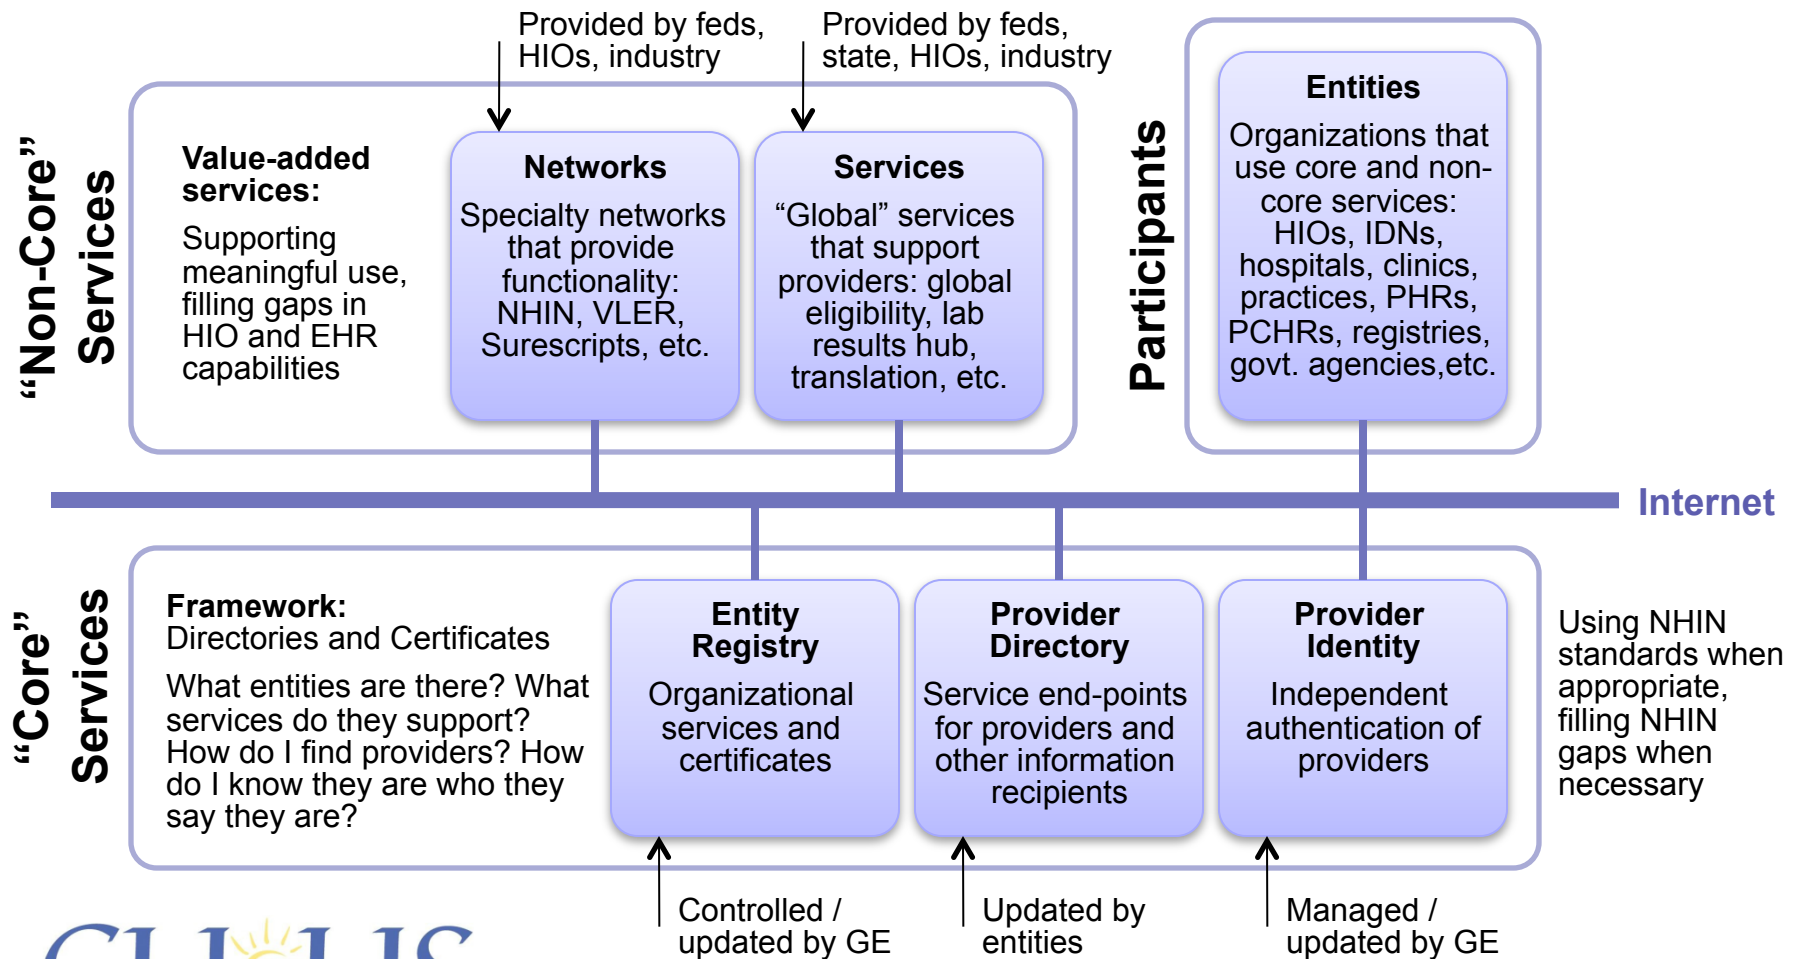 Provided by feds,
HIOs, industry
Provided by feds,
state, HIOs, industry
“Non-Core”
Services
Value-added
services:
Supporting
meaningful use,
filling gaps in
HIO and EHR
capabilities
Networks
Specialty networks
that provide
functionality:
NHIN, VLER,
Surescripts, etc.
Services
“Global” services
that support
providers: global
eligibility, lab
results hub,
translation, etc.
Participants
Entities
Organizations that
use core and non-
core services:
HIOs, IDNs,
hospitals, clinics,
practices, PHRs,
PCHRs, registries,
govt. agencies,etc.
Internet
“Core”
Services
Framework:
Directories and Certificates
What entities are there? What
services do they support?
How do I find providers? How
do I know they are who they
say they are?
Entity
Registry
Organizational
services and
certificates
Provider
Directory
Service end-points
for providers and
other information
recipients
Provider
Identity
Independent
authentication of
providers
Using NHIN
standards when
appropriate,
filling NHIN
gaps when
necessary
Controlled /
updated by GE
Updated by
entities
Managed /
updated by GE